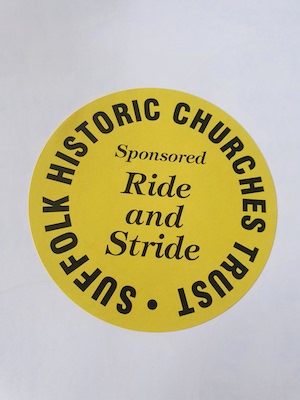 SUFFOLK HISTORIC CHURCHES TRUST •
Sponsored
Ride
and
Stride